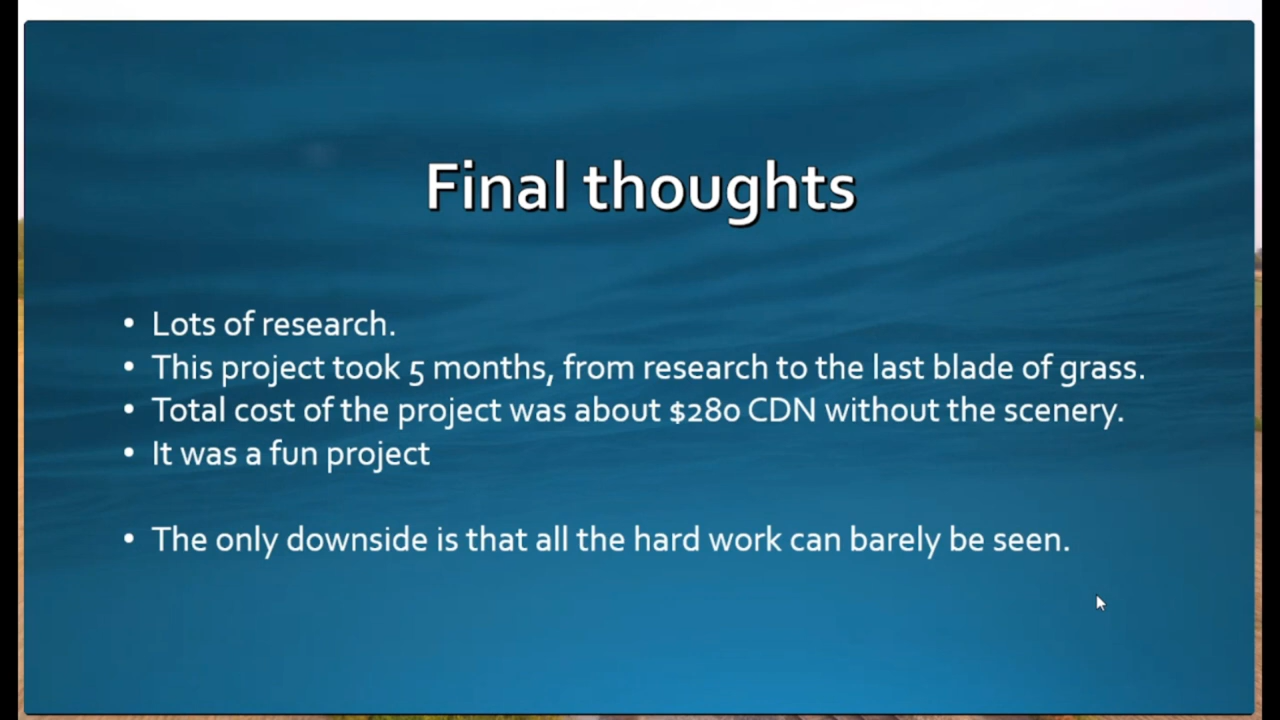 Final thoughts
• Lots of research.
• This project took 5 months, from research to the last blade of grass.
• Total cost of the project was about $280 CDN without the scenery.
• It was a fun project
• The only downside is that all the hard work can barely be seen.